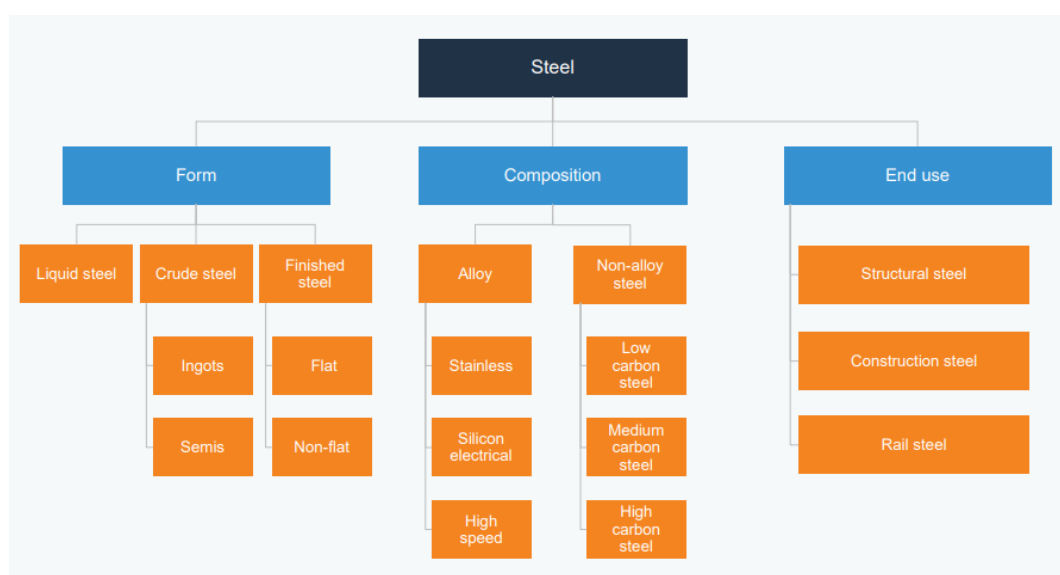 Steel
Form
Composition
End use
Liquid steel
Crude steel
Finished
steel
Alloy
Non-alloy
steel
Structural steel
Ingots
Flat
Stainless
Low
carbon
steel
Construction steel
Semis
Non-flat
Silicon
electrical
Medium
carbon
steel
Rail steel
High
speed
High
carbon
steel